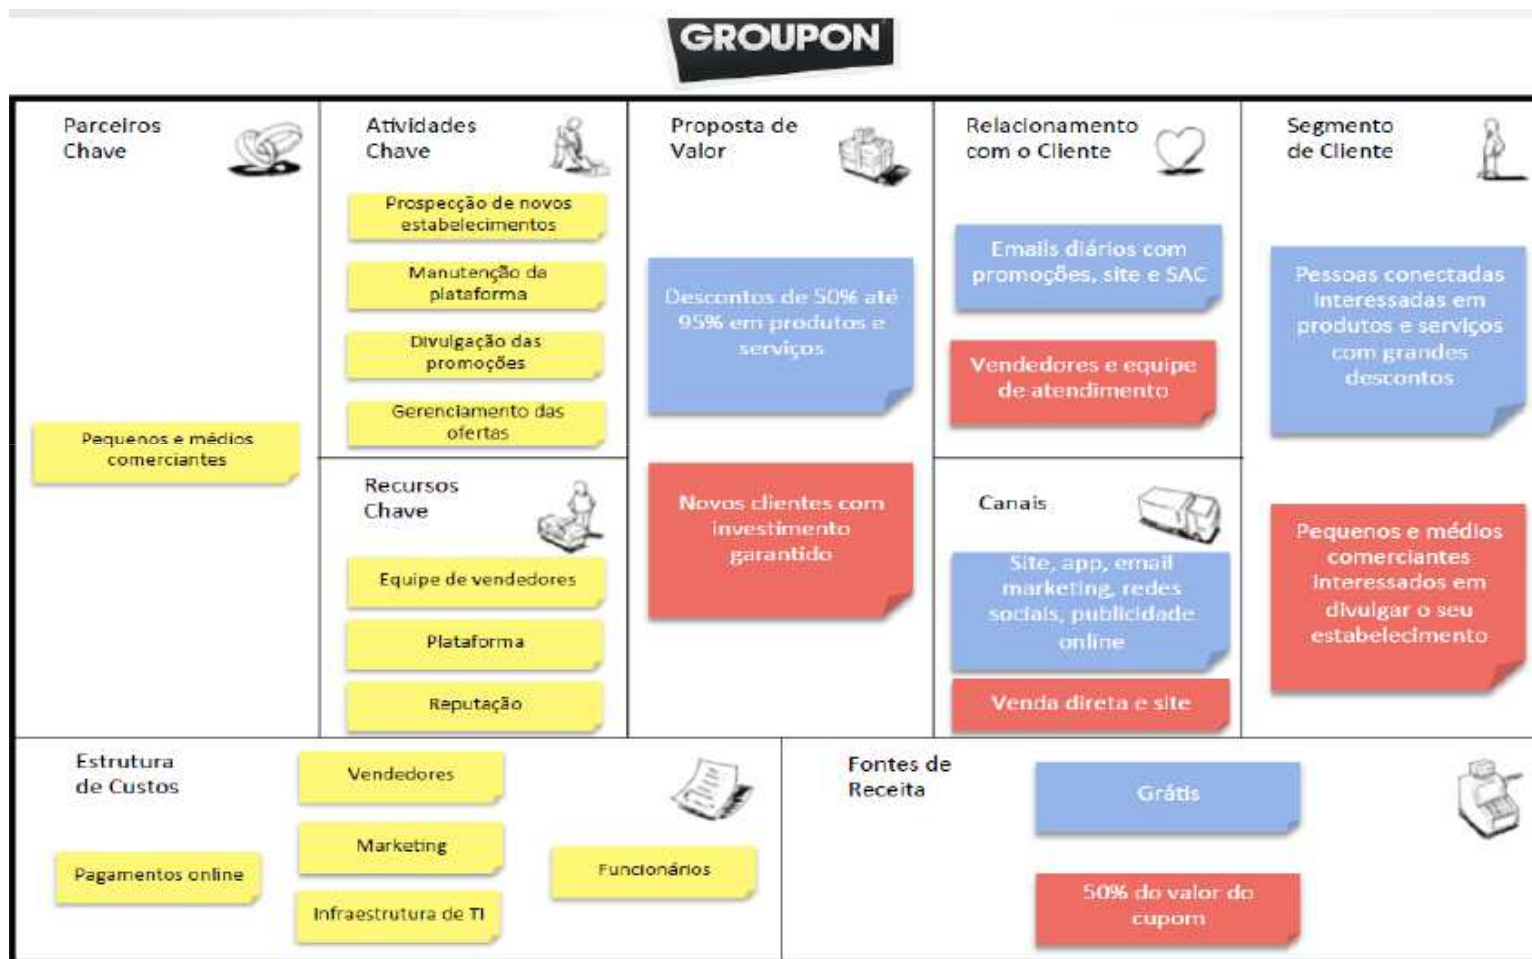 GROUPON
Parceiros
Chave
Pequenos e médios
comerciantes
Atividades
Chave
Prospecção de novos
estabelecimentos
Manutenção da
plataforma
Divulgação das
promoções
Gerenciamento das
ofertas
Recursos
Chave
Equipe de vendedores
Plataforma
Reputação
Proposta de
Valor
Descontos de 50% até
95% em produtos e
serviços
Novos clientes com
investimento
garantido
Relacionamento
com o Cliente
Emails diários com
promoções, site e SAC
Vendedores e equipe
de atendimento
Canais
Site, app, email
marketing, redes
sociais, publicidade
online
Venda direta e site
Segmento
de Cliente
Pessoas conectadas
interessadas em
produtos e serviços
com grandes
descontos
Pequenos e médios
comerciantes
interessados em
divulgar o seu
estabelecimento
Estrutura
de Custos
Pagamentos online
Vendedores
Marketing
Infraestrutura de TI
Funcionários
Fontes de
Receita
Grátis
50% do valor do
cupom